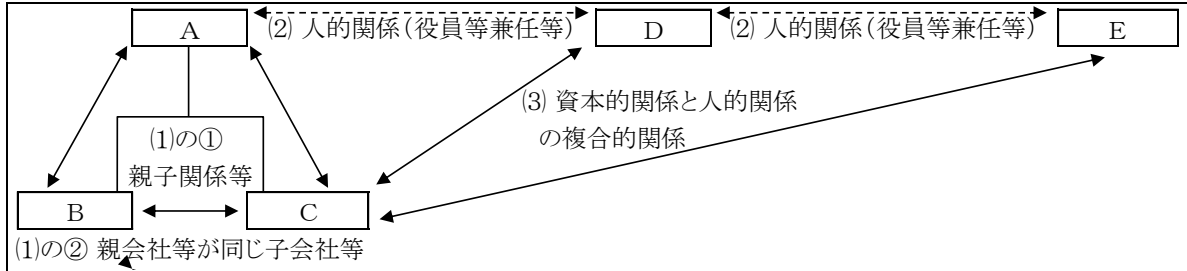 A
⑵ 人的関係(役員等兼任等)
D
⑵ 人的関係(役員等兼任等)
E
⑶ 資本的関係と人的関係
の複合的関係
⑴の①
親子関係等
B
C
⑴の② 親会社等が同じ子会社等